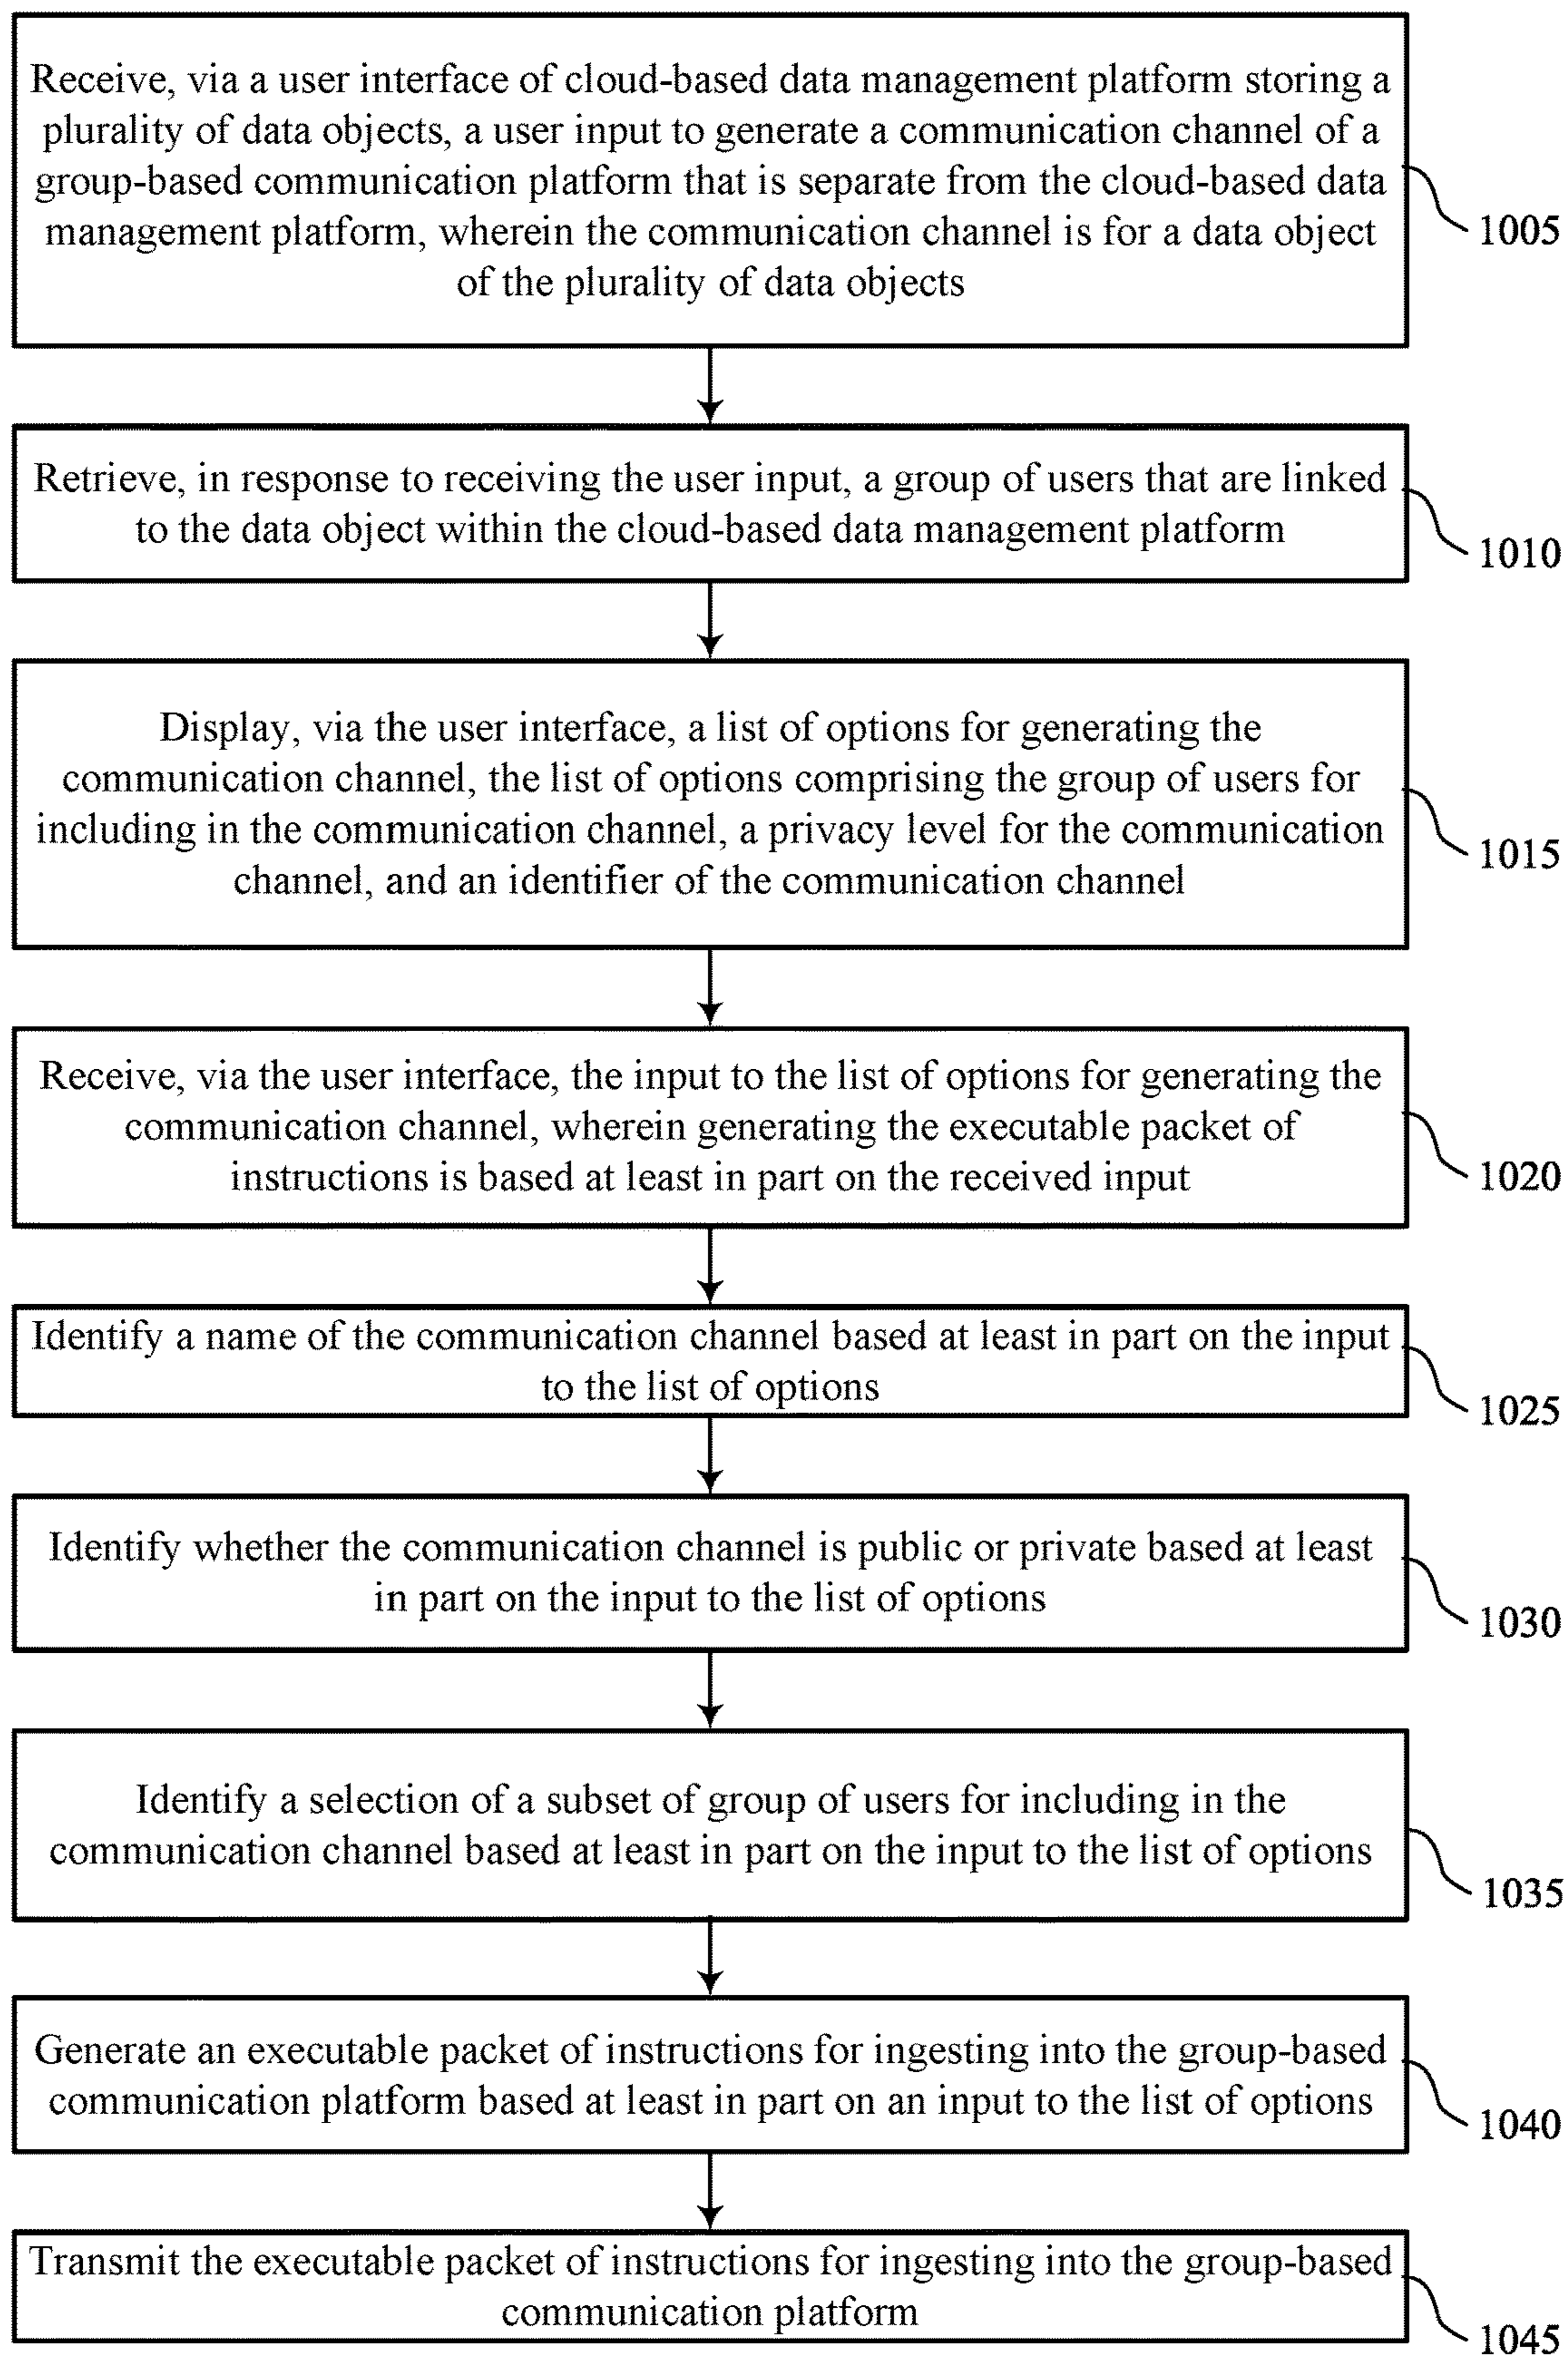 Receive, via a user interface of cloud-based data management platform storing a
plurality of data objects, a user input to generate a communication channel of a
group-based communication platform that is separate from the cloud-based data
management platform, wherein the communication channel is for a data object
of the plurality of data objects
1005
Retrieve, in response to receiving the user input, a group of users that are linked
to the data object within the cloud-based data management platform
1010
Display, via the user interface, a list of options for generating the
communication channel, the list of options comprising the group of users for
including in the communication channel, a privacy level for the communication
channel, and an identifier of the communication channel
1015
Receive, via the user interface, the input to the list of options for generating the
communication channel, wherein generating the executable packet of
instructions is based at least in part on the received input
1020
Identify a name of the communication channel based at least in part on the input
to the list of options
1025
Identify whether the communication channel is public or private based at least
in part on the input to the list of options
1030
Identify a selection of a subset of group of users for including in the
communication channel based at least in part on the input to the list of options
1035
Generate an executable packet of instructions for ingesting into the group-based
communication platform based at least in part on an input to the list of options
1040
Transmit the executable packet of instructions for ingesting into the group-based
communication platform
1045